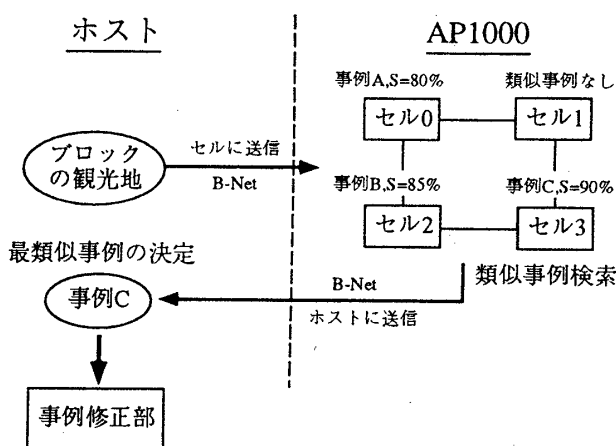 ホスト
AP1000
事例A,S=80%
類似事例なし
セル0
セル1
ブロック
の観光地
セルに送信
B-Net
事例B,S=85%
事例C,S=90%
セル2
セル3
最類似事例の決定
類似事例検索
事例C
B-Net
ホストに送信
事例修正部